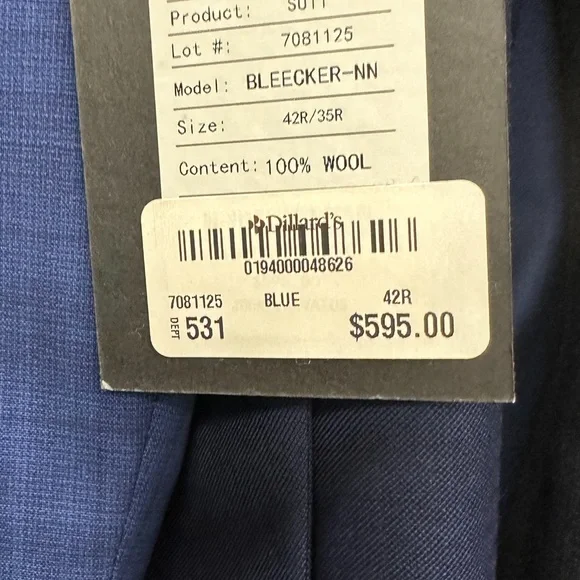 Product: SUIT
Lot #: 7081125
Model: BLEECKER-NN
Size: 42R/35R
Content: 100% WOOL
Dillard's
0194000048626
7081125 BLUE 42R
DEPT 531 $595.00